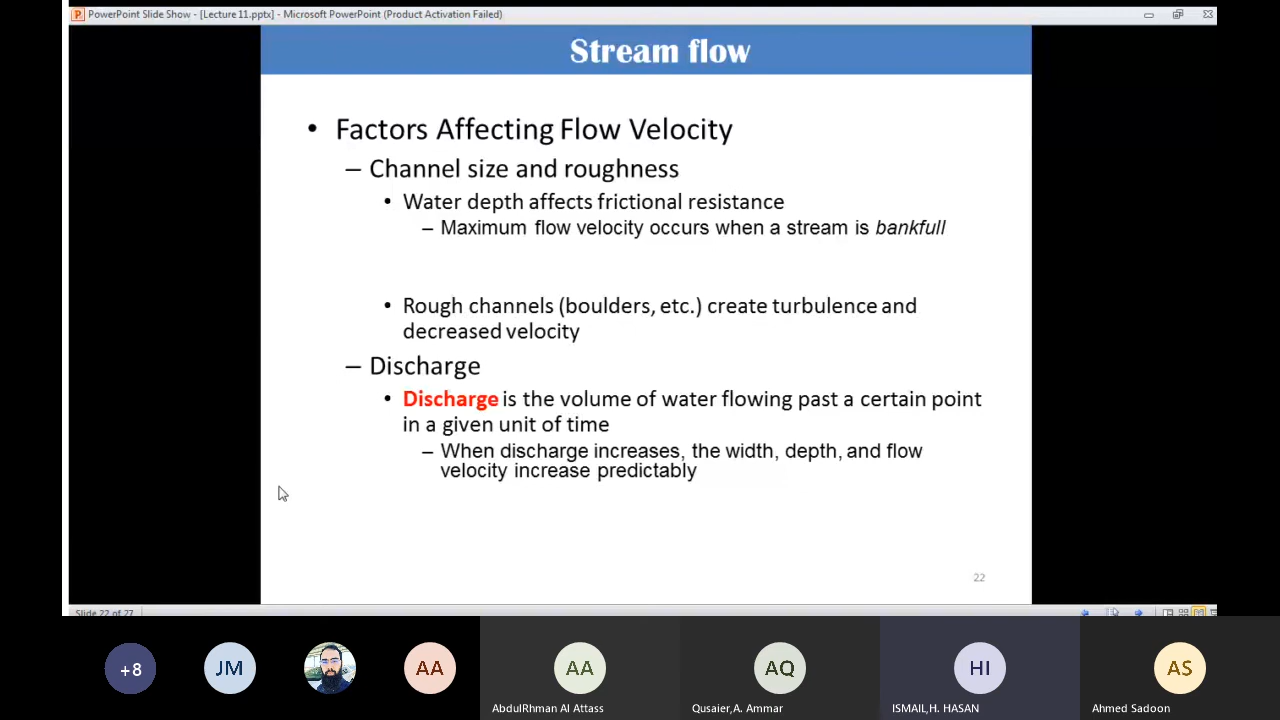 PowerPoint Slide Show - [Lecture 11.pptx] - Microsoft PowerPoint (Product Activation Failed)
Stream flow
• Factors Affecting Flow Velocity
– Channel size and roughness
• Water depth affects frictional resistance
– Maximum flow velocity occurs when a stream is bankfull
• Rough channels (boulders, etc.) create turbulence and
decreased velocity
– Discharge
• Discharge is the volume of water flowing past a certain point
in a given unit of time
– When discharge increases, the width, depth, and flow
velocity increase predictably
22
Slide 22 of 27
+8
JM
AA
AA
AQ
HI
AS
AbdulRhman Al Attass
Qusaier,A. Ammar
ISMAIL,H. HASAN
Ahmed Sadoon